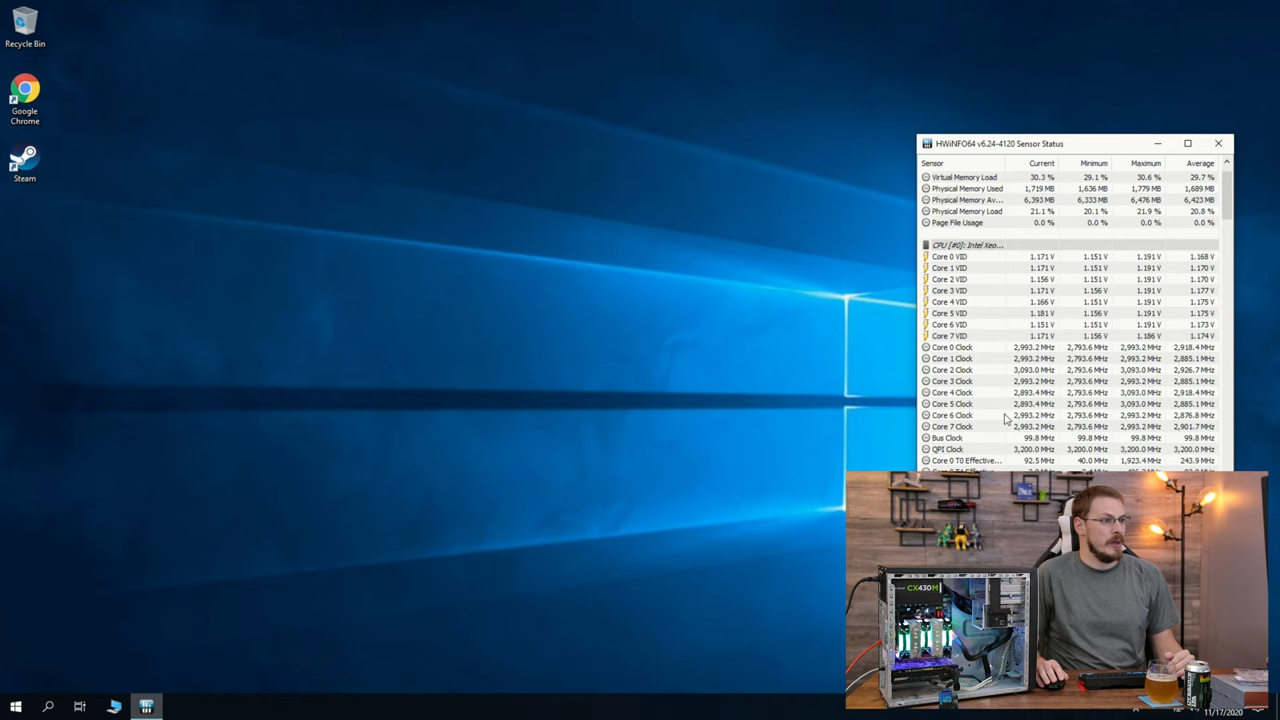 Recycle Bin
Google
Chrome
Steam
HWiNFO64 v6.24-4120 Sensor Status
Sensor Current Minimum Maximum Average
Virtual Memory Load 30.3 % 29.1 % 30.6 % 29.7 %
Physical Memory Used 1,719 MB 1,636 MB 1,779 MB 1,689 MB
Physical Memory Av... 6,393 MB 6,333 MB 6,476 MB 6,423 MB
Physical Memory Load 21.1 % 20.1 % 21.9 % 20.8 %
Page File Usage 0.0 % 0.0 % 0.0 % 0.0 %
CPU [#0]: Intel Xeo...
Core 0 VID 1.171 V 1.151 V 1.191 V 1.168 V
Core 1 VID 1.171 V 1.151 V 1.191 V 1.170 V
Core 2 VID 1.156 V 1.151 V 1.191 V 1.170 V
Core 3 VID 1.171 V 1.156 V 1.191 V 1.177 V
Core 4 VID 1.166 V 1.151 V 1.191 V 1.175 V
Core 5 VID 1.181 V 1.156 V 1.191 V 1.175 V
Core 6 VID 1.151 V 1.151 V 1.191 V 1.173 V
Core 7 VID 1.171 V 1.156 V 1.186 V 1.174 V
Core 0 Clock 2,993.2 MHz 2,793.6 MHz 2,993.2 MHz 2,918.4 MHz
Core 1 Clock 2,993.2 MHz 2,793.6 MHz 2,993.2 MHz 2,885.1 MHz
Core 2 Clock 3,093.0 MHz 2,793.6 MHz 3,093.0 MHz 2,926.7 MHz
Core 3 Clock 2,993.2 MHz 2,793.6 MHz 2,993.2 MHz 2,885.1 MHz
Core 4 Clock 2,893.4 MHz 2,793.6 MHz 3,093.0 MHz 2,918.4 MHz
Core 5 Clock 2,893.4 MHz 2,793.6 MHz 3,093.0 MHz 2,885.1 MHz
Core 6 Clock 2,993.2 MHz 2,793.6 MHz 2,993.2 MHz 2,876.8 MHz
Core 7 Clock 2,993.2 MHz 2,793.6 MHz 2,993.2 MHz 2,901.7 MHz
Bus Clock 99.8 MHz 99.8 MHz 99.8 MHz 99.8 MHz
QPI Clock 3,200.0 MHz 3,200.0 MHz 3,200.0 MHz 3,200.0 MHz
Core 0 T0 Effective... 92.5 MHz 40.0 MHz 1,923.4 MHz 243.9 MHz
CX430M
11/17/2020